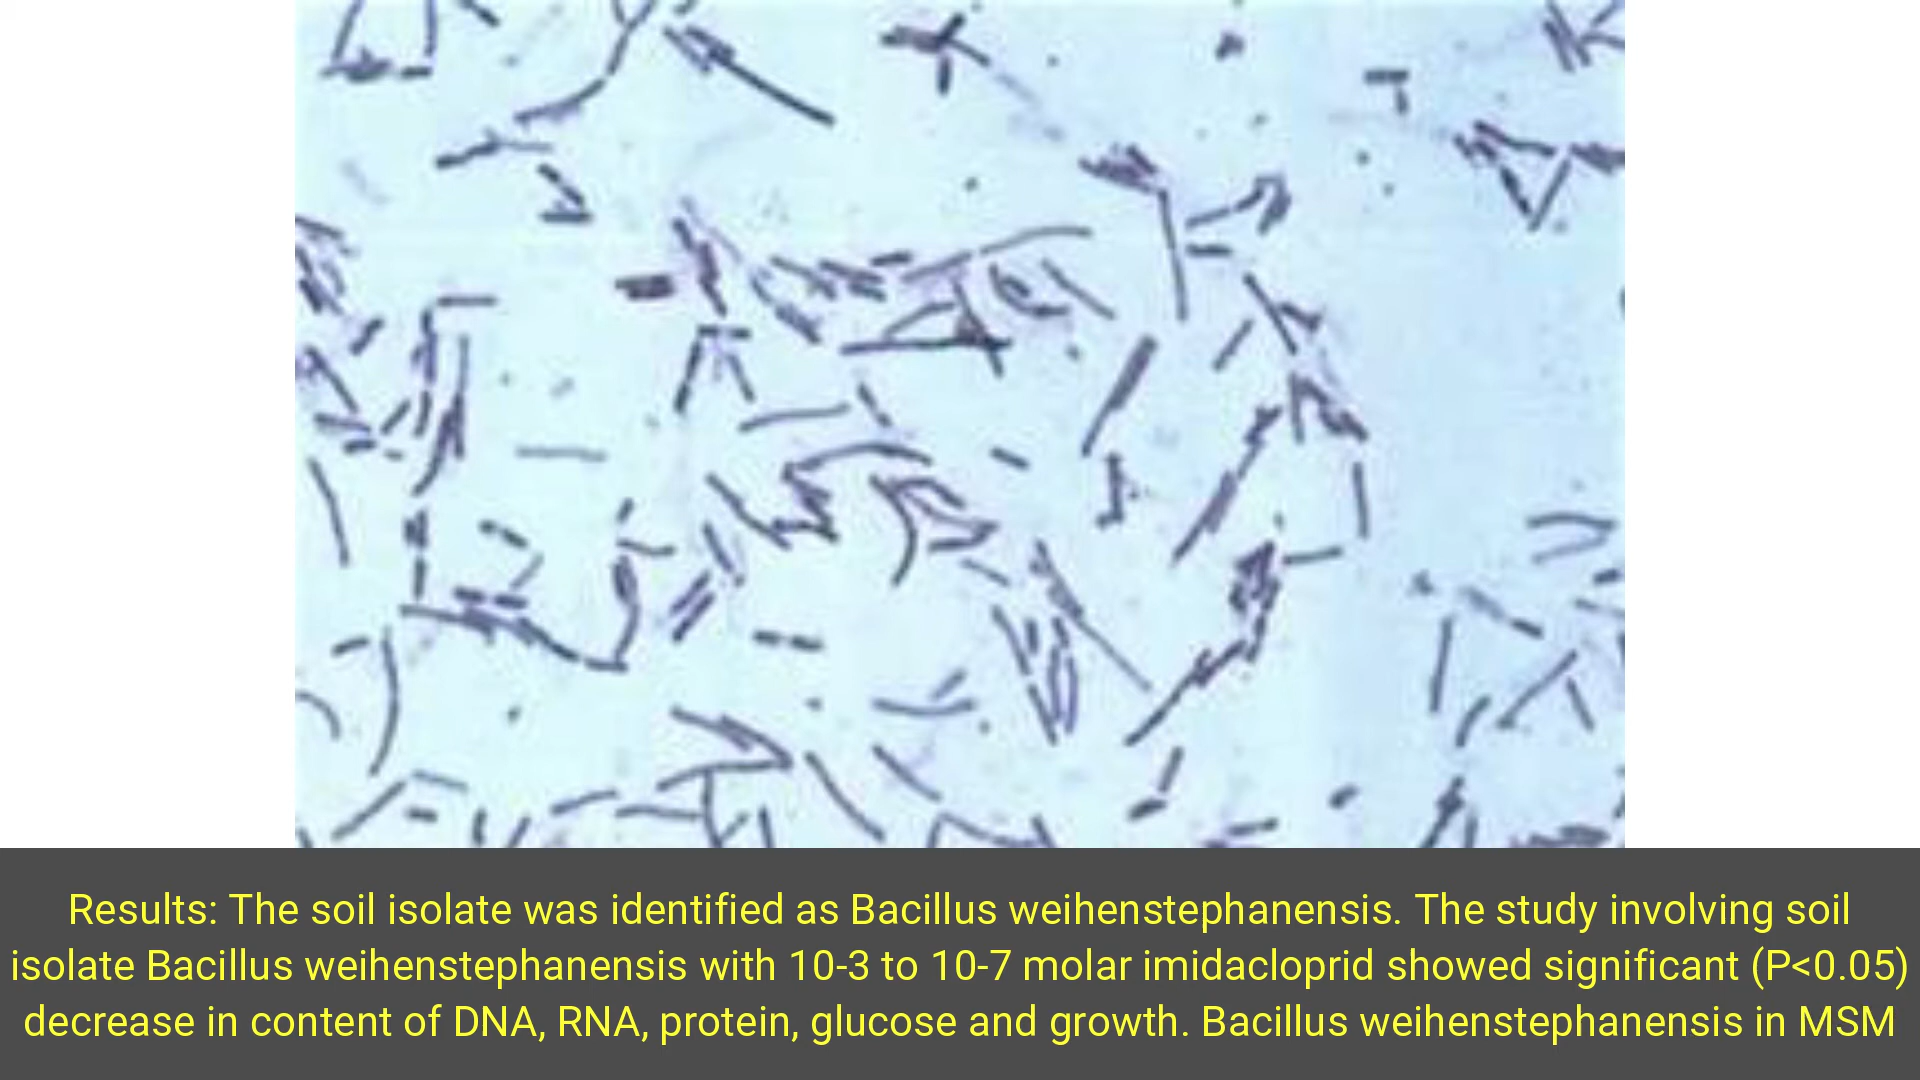 Results: The soil isolate was identified as Bacillus weihenstephanensis. The study involving soil
isolate Bacillus weihenstephanensis with 10-3 to 10-7 molar imidacloprid showed significant (P<0.05)
decrease in content of DNA, RNA, protein, glucose and growth. Bacillus weihenstephanensis in MSM